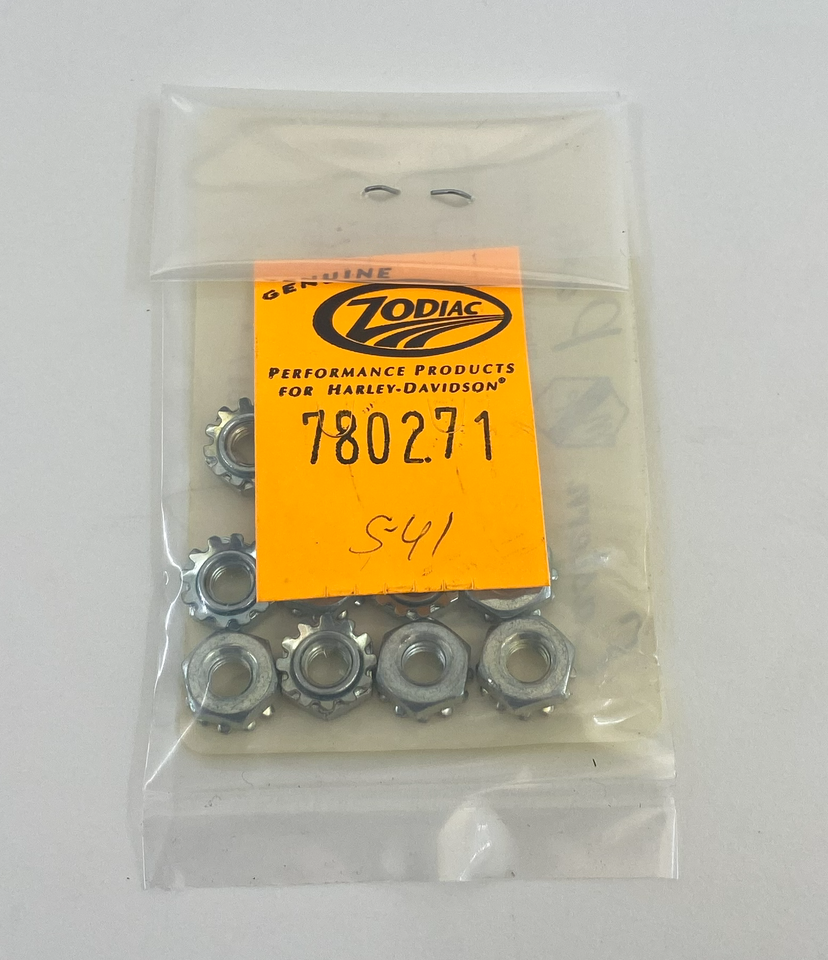 GENUINE
ZODIAC
PERFORMANCE PRODUCTS
FOR HARLEY-DAVIDSON®
780271
S-41